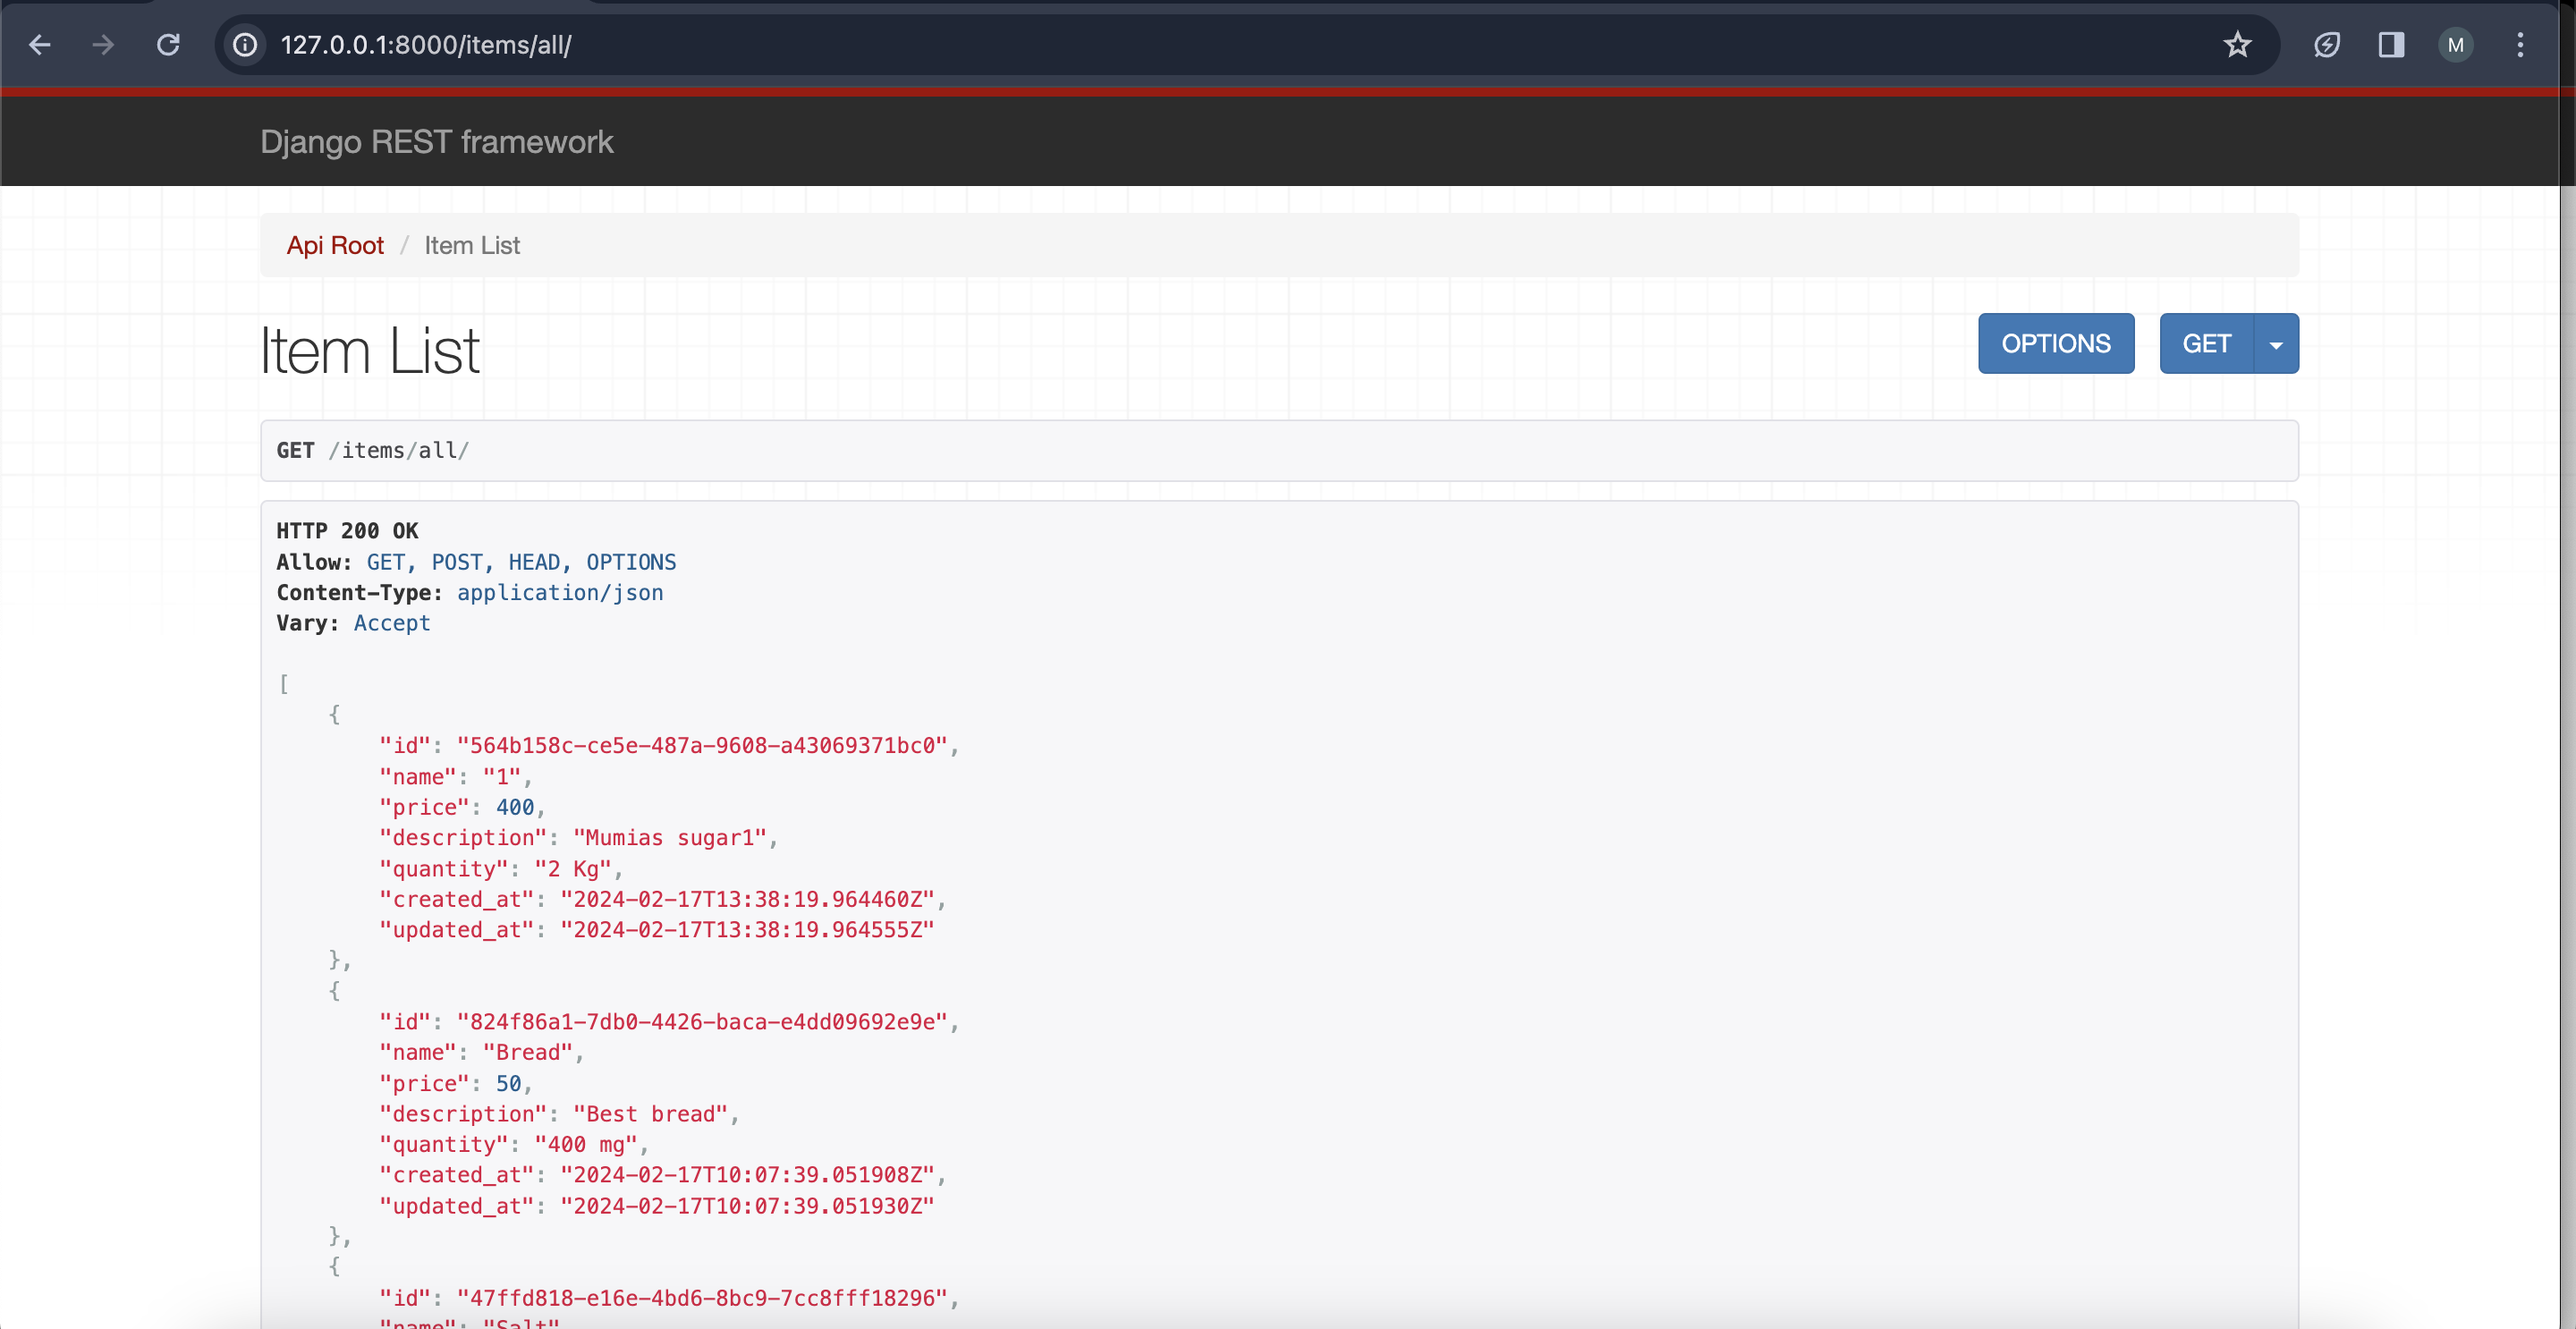 127.0.0.1:8000/items/all/
M
Django REST framework
Api Root / Item List
Item List
OPTIONS
GET
GET /items/all/
HTTP 200 OK
Allow: GET, POST, HEAD, OPTIONS
Content-Type: application/json
Vary: Accept
[
    {
        "id": "564b158c-ce5e-487a-9608-a43069371bc0",
        "name": "1",
        "price": 400,
        "description": "Mumias sugar1",
        "quantity": "2 Kg",
        "created_at": "2024-02-17T13:38:19.964460Z",
        "updated_at": "2024-02-17T13:38:19.964555Z"
    },
    {
        "id": "824f86a1-7db0-4426-baca-e4dd09692e9e",
        "name": "Bread",
        "price": 50,
        "description": "Best bread",
        "quantity": "400 mg",
        "created_at": "2024-02-17T10:07:39.051908Z",
        "updated_at": "2024-02-17T10:07:39.051930Z"
    },
    {
        "id": "47ffd818-e16e-4bd6-8bc9-7cc8fff18296",
        "name": "Salt"